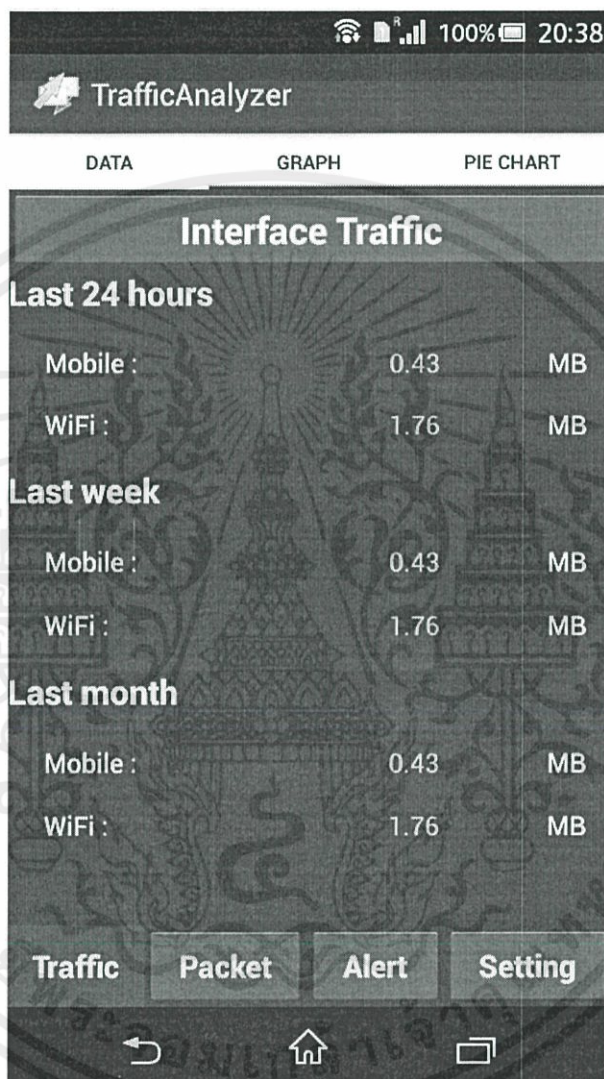 R 100% 20:38
TrafficAnalyzer
DATA GRAPH PIE CHART
Interface Traffic
Last 24 hours
Mobile : 0.43 MB
WiFi : 1.76 MB
Last week
Mobile : 0.43 MB
WiFi : 1.76 MB
Last month
Mobile : 0.43 MB
WiFi : 1.76 MB
Traffic Packet Alert Setting